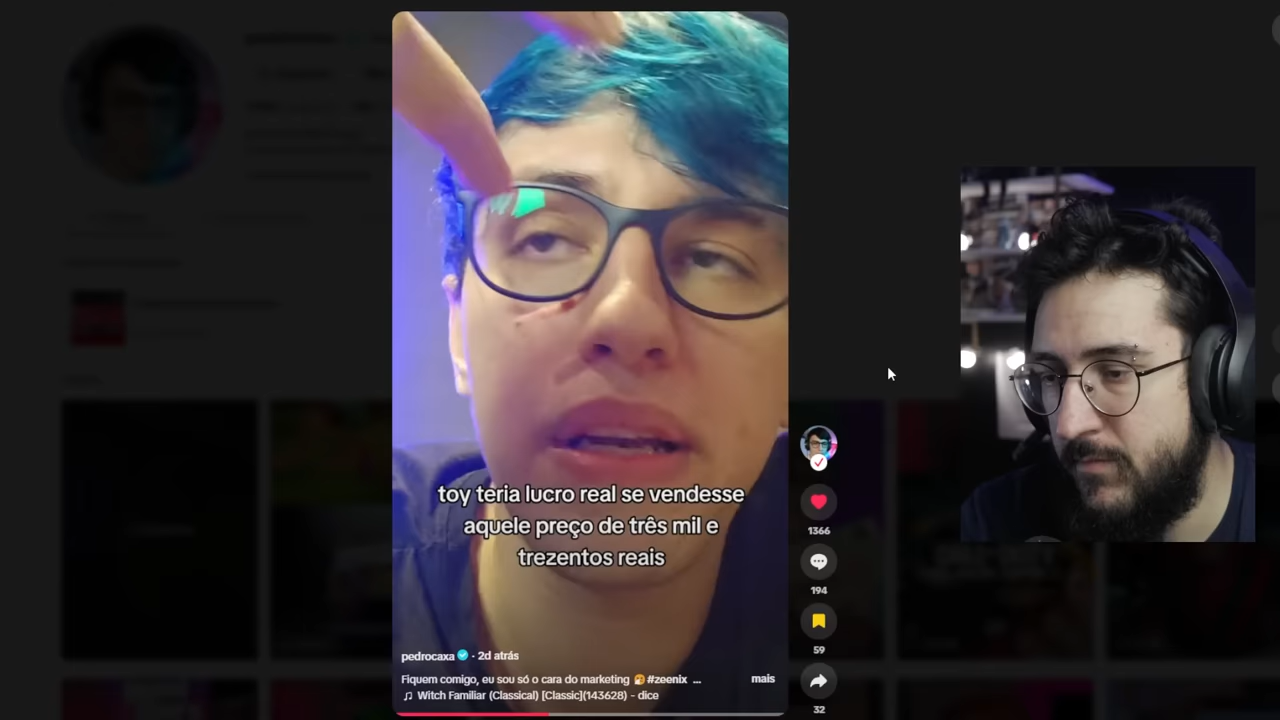 toy teria lucro real se vendesse
aquele preço de três mil e
trezentos reais
1366
194
59
32
pedrocaxa - 2d atrás
Fiquem comigo, eu sou só o cara do marketing 🫣 #zeenix ... mais
♫ Witch Familiar (Classical) [Classic](143628) - dice